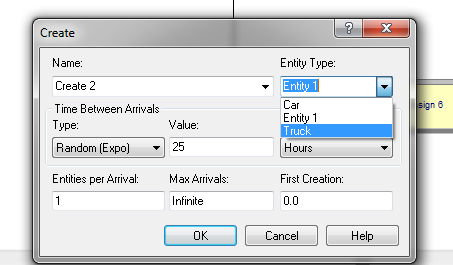 Create
?
Name:
Entity Type:
Create 2
Entity 1
Car
Entity 1
Truck
sign 6
Time Between Arrivals
Type:
Value:
Random (Expo)
25
Hours
Entities per Arrival:
Max Arrivals:
First Creation:
1
Infinite
0.0
OK
Cancel
Help